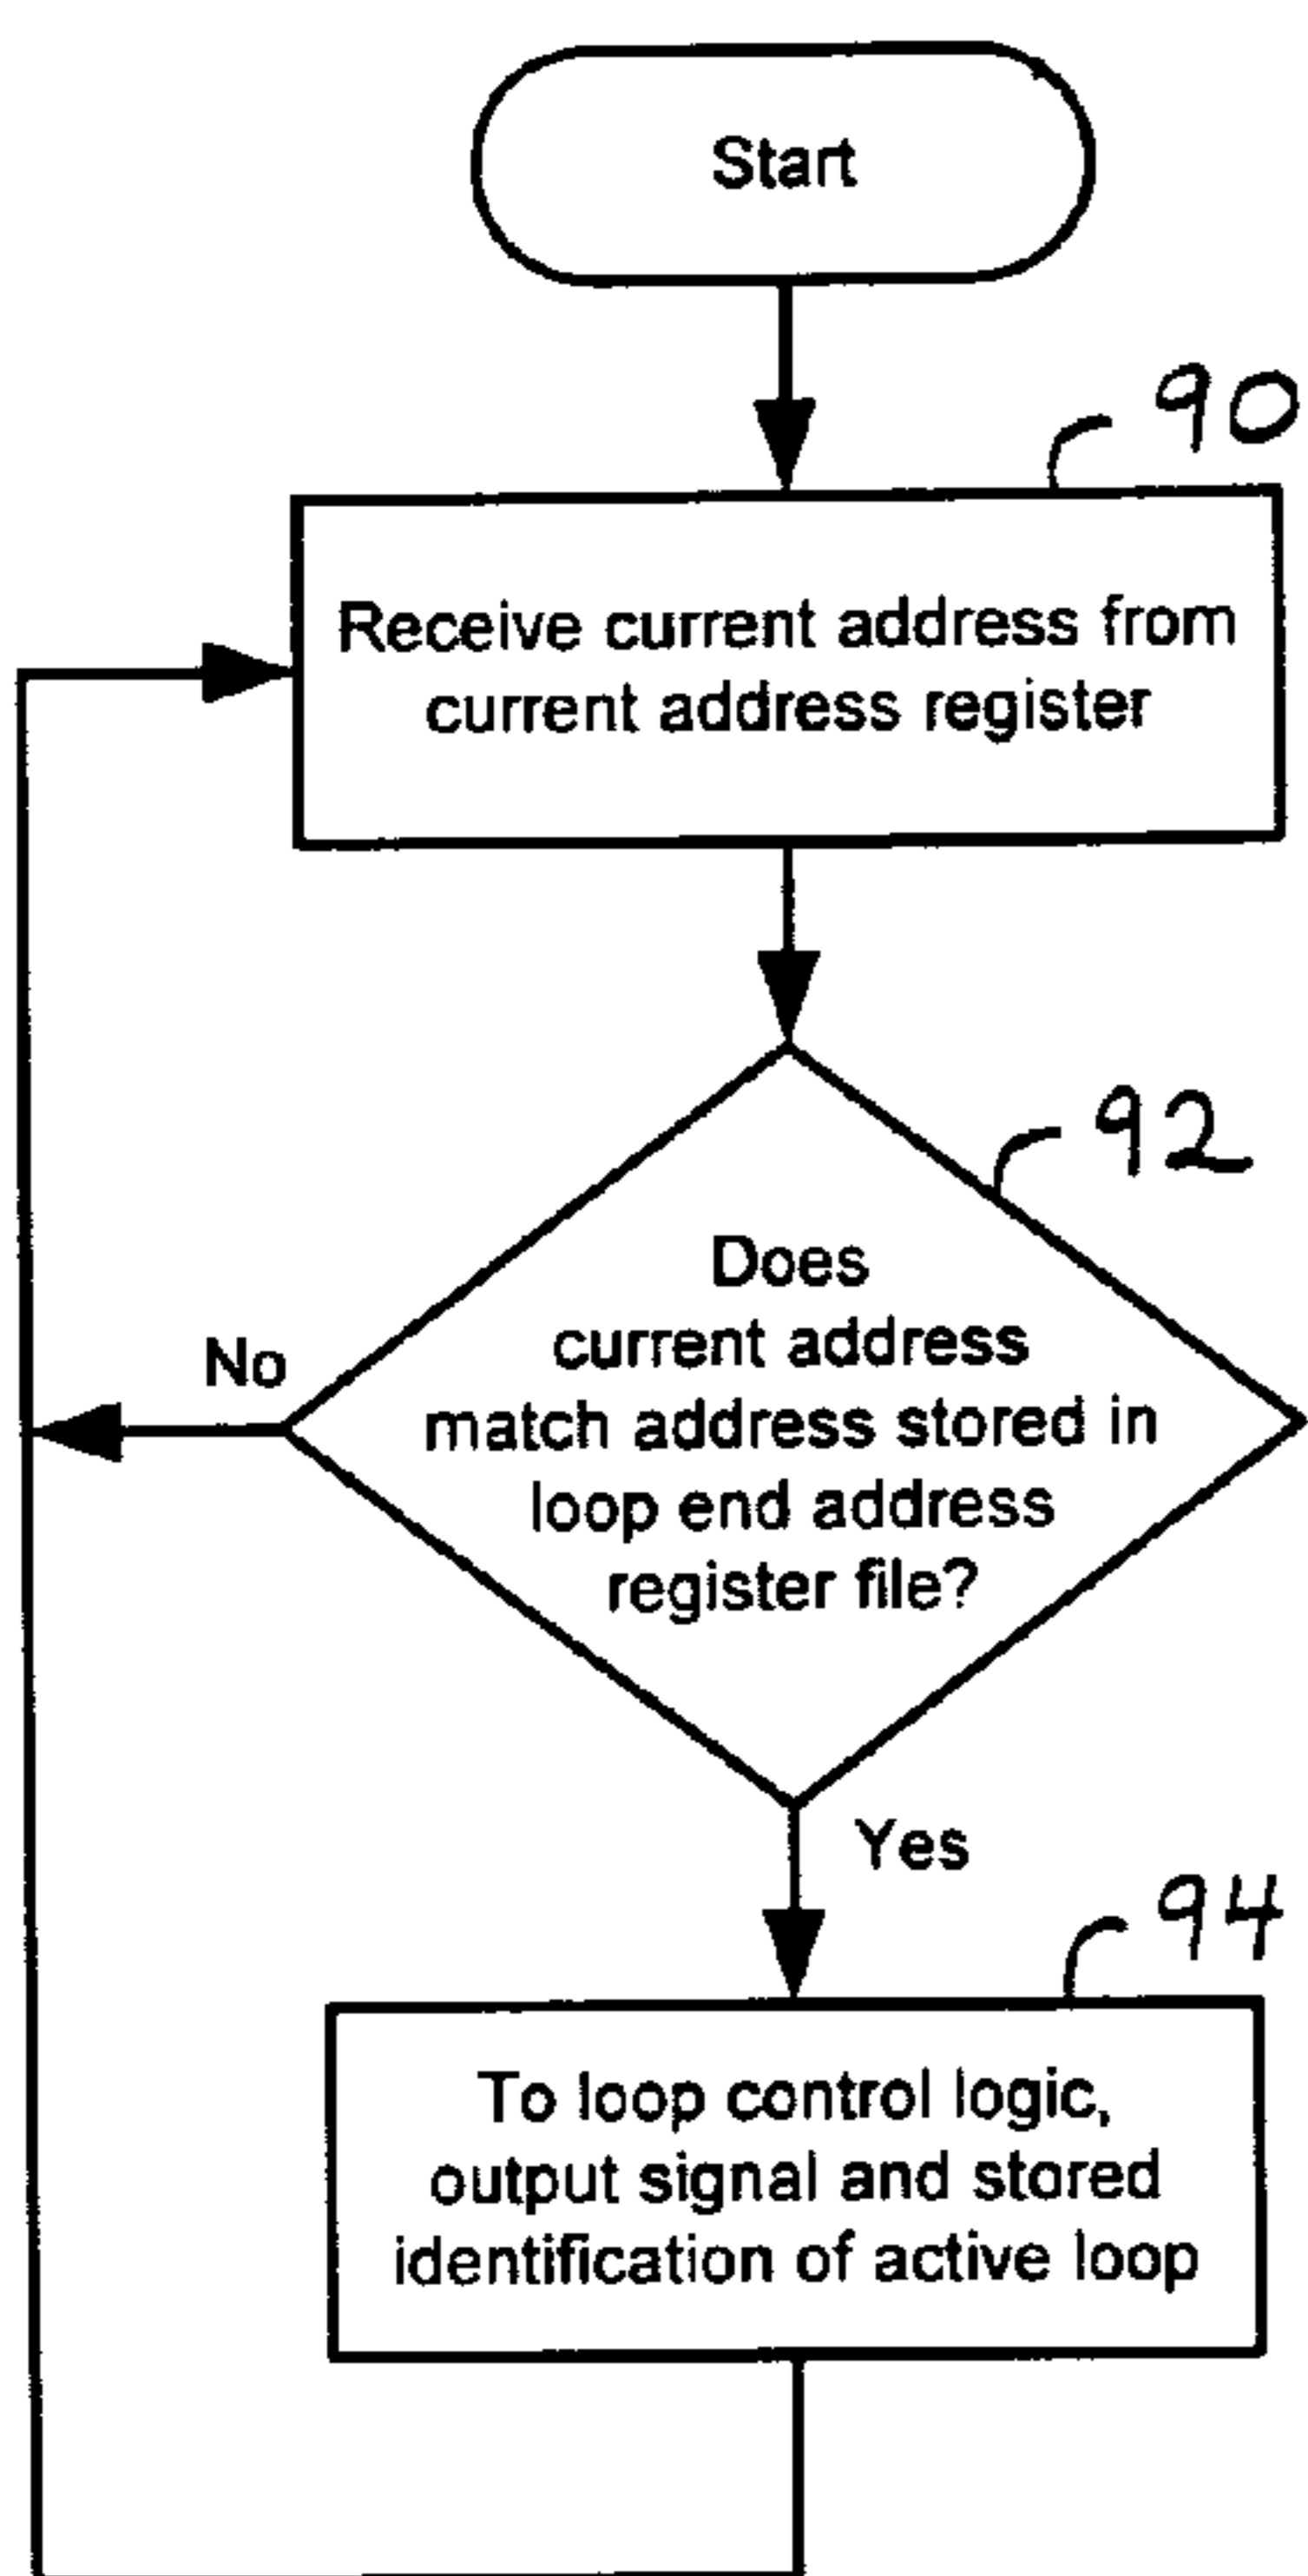 Start
90
Receive current address from
current address register
92
Does
current address
No
match address stored in
loop end address
register file?
Yes
94
To loop control logic,
output signal and stored
identification of active loop